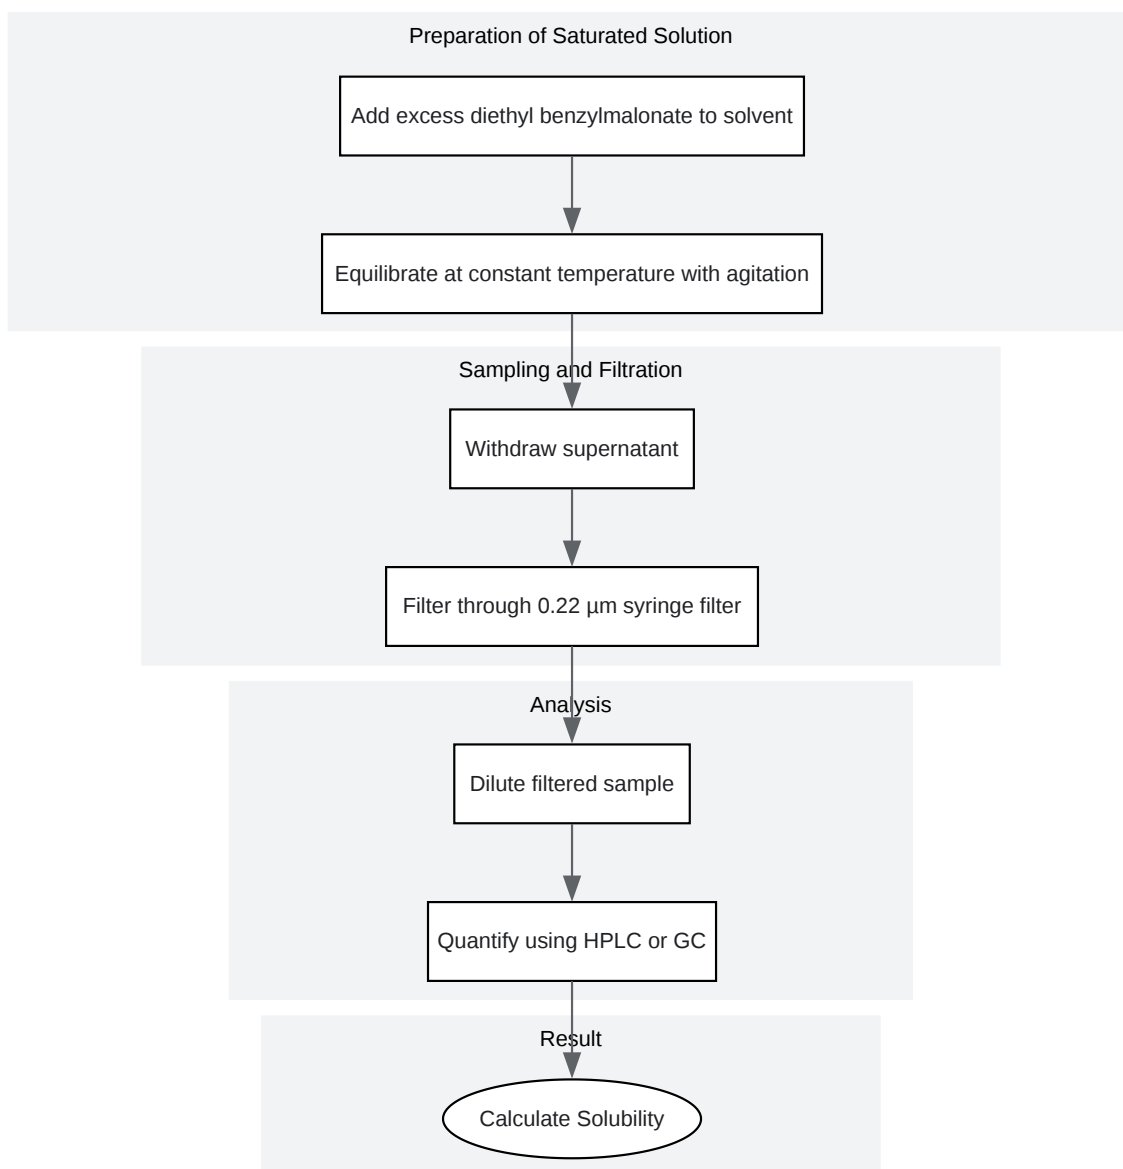 Preparation of Saturated Solution
Add excess diethyl benzylmalonate to solvent
Equilibrate at constant temperature with agitation
Sampling and Filtration
Withdraw supernatant
Filter through 0.22 µm syringe filter
Analysis
Dilute filtered sample
Quantify using HPLC or GC
Result
Calculate Solubility